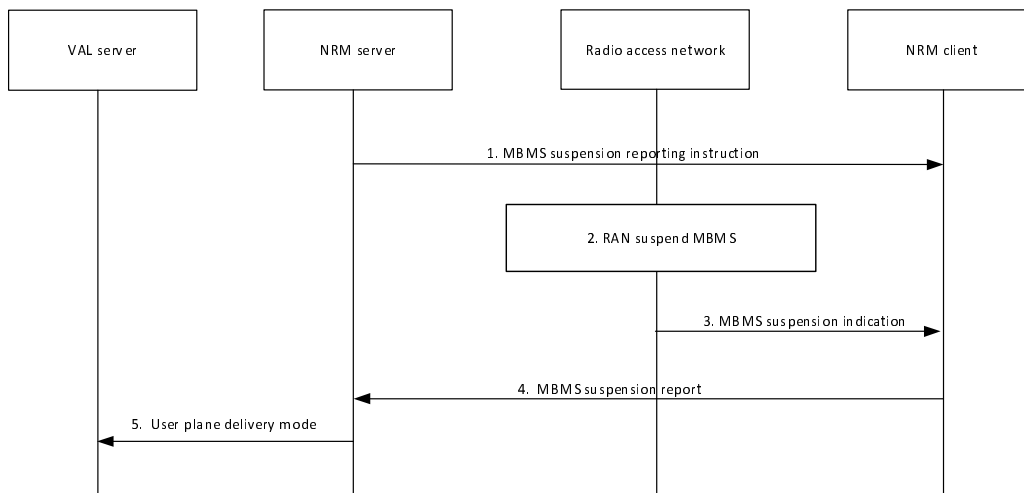 VAL server
NRM server
Radio access network
NRM client
1. MBMS suspension reporting instruction
2. RAN suspend MBMS
3. MBMS suspension indication
4. MBMS suspension report
5. User plane delivery mode